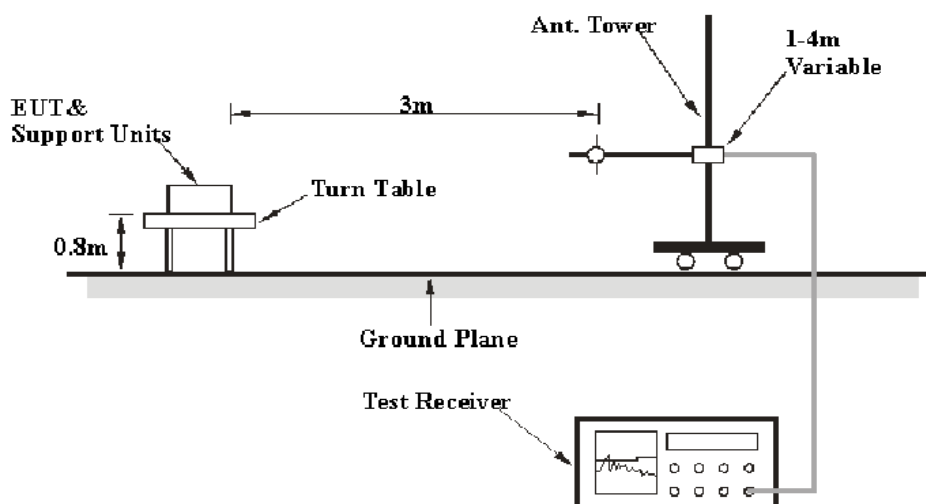 Ant. Tower
1-4m
Variable
EUT&
Support Units
3m
Turn Table
0.8m
Ground Plane
Test Receiver